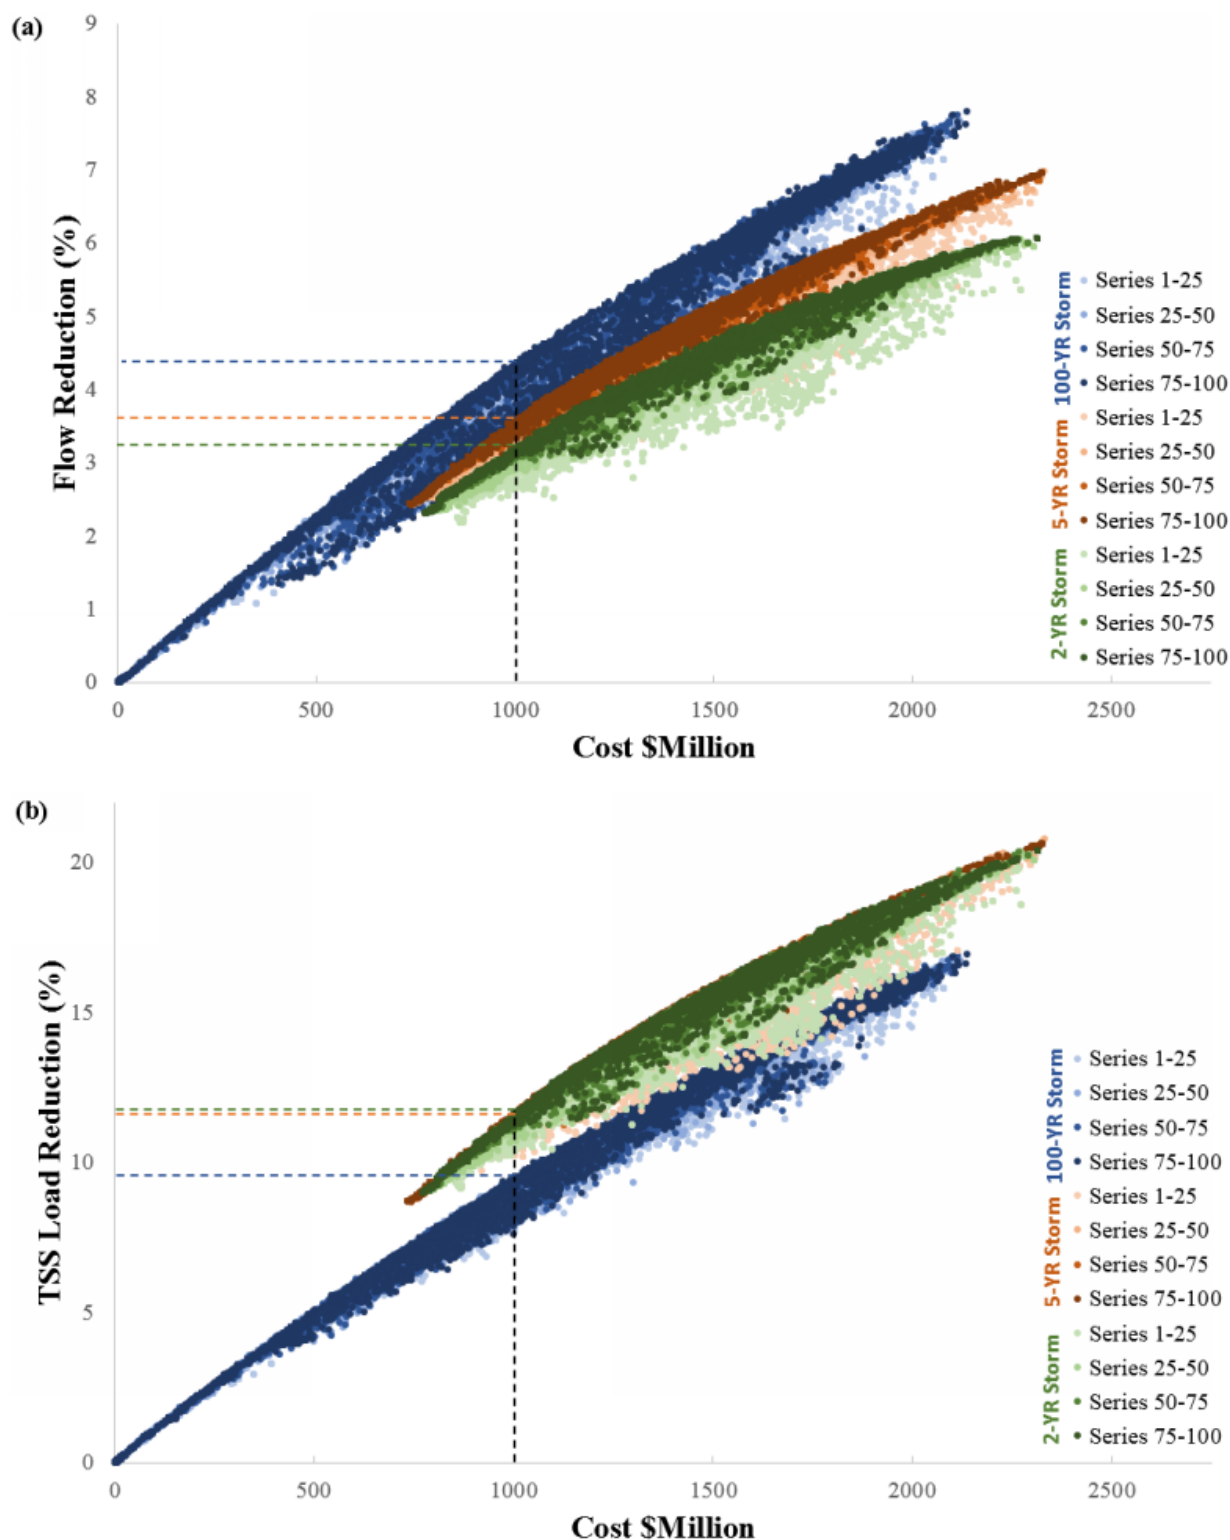 (a)
9
8
7
6
5
4
3
2
1
0
Flow Reduction (%)
0 500 1000 1500 2000 2500
Cost $Million
100-YR Storm
Series 1-25
Series 25-50
Series 50-75
Series 75-100
5-YR Storm
Series 1-25
Series 25-50
Series 50-75
Series 75-100
2-YR Storm
Series 1-25
Series 25-50
Series 50-75
Series 75-100
(b)
20
15
10
5
0
TSS Load Reduction (%)
0 500 1000 1500 2000 2500
Cost $Million
100-YR Storm
Series 1-25
Series 25-50
Series 50-75
Series 75-100
5-YR Storm
Series 1-25
Series 25-50
Series 50-75
Series 75-100
2-YR Storm
Series 1-25
Series 25-50
Series 50-75
Series 75-100